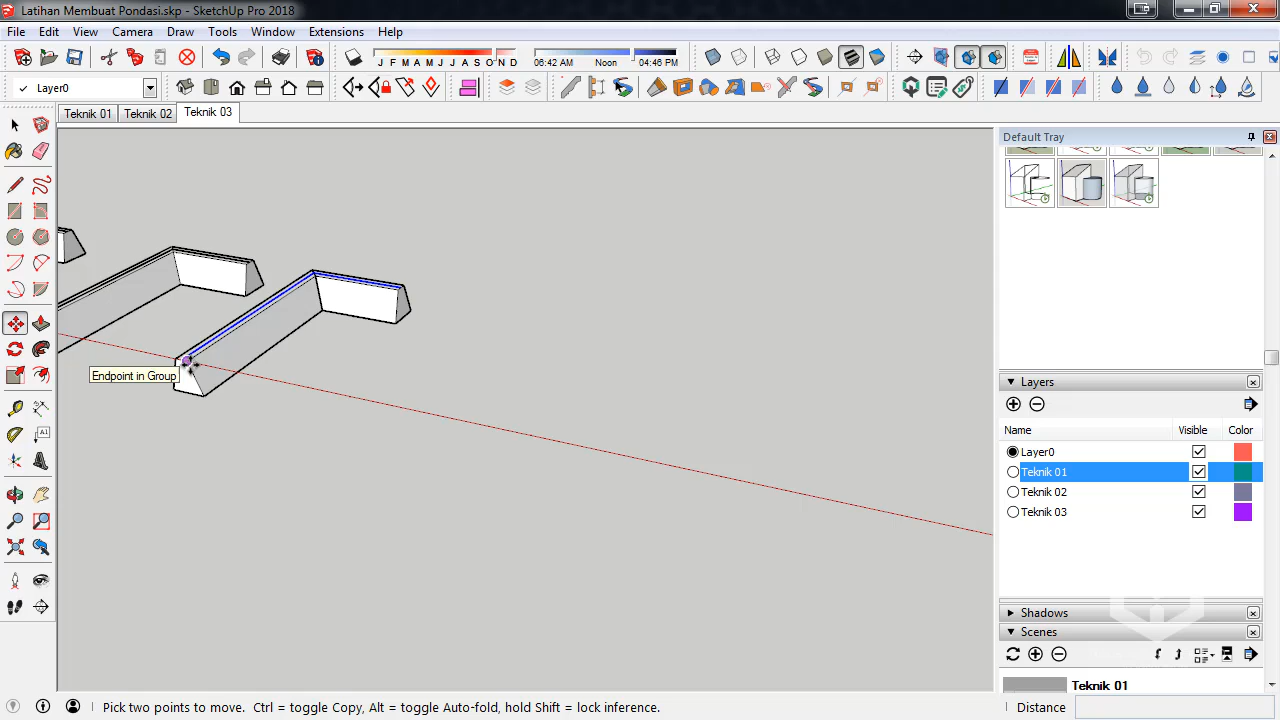 Latihan Membuat Pondasi.skp - SketchUp Pro 2018
File Edit View Camera Draw Tools Window Extensions Help
J F M A M J J A S O N D
06:42 AM Noon 04:46 PM
Layer0
Teknik 01 Teknik 02 Teknik 03
Default Tray
Endpoint in Group
Layers
Name Visible Color
Layer0
Teknik 01
Teknik 02
Teknik 03
Shadows
Scenes
Teknik 01
Pick two points to move. Ctrl = toggle Copy, Alt = toggle Auto-fold, hold Shift = lock inference.
Distance